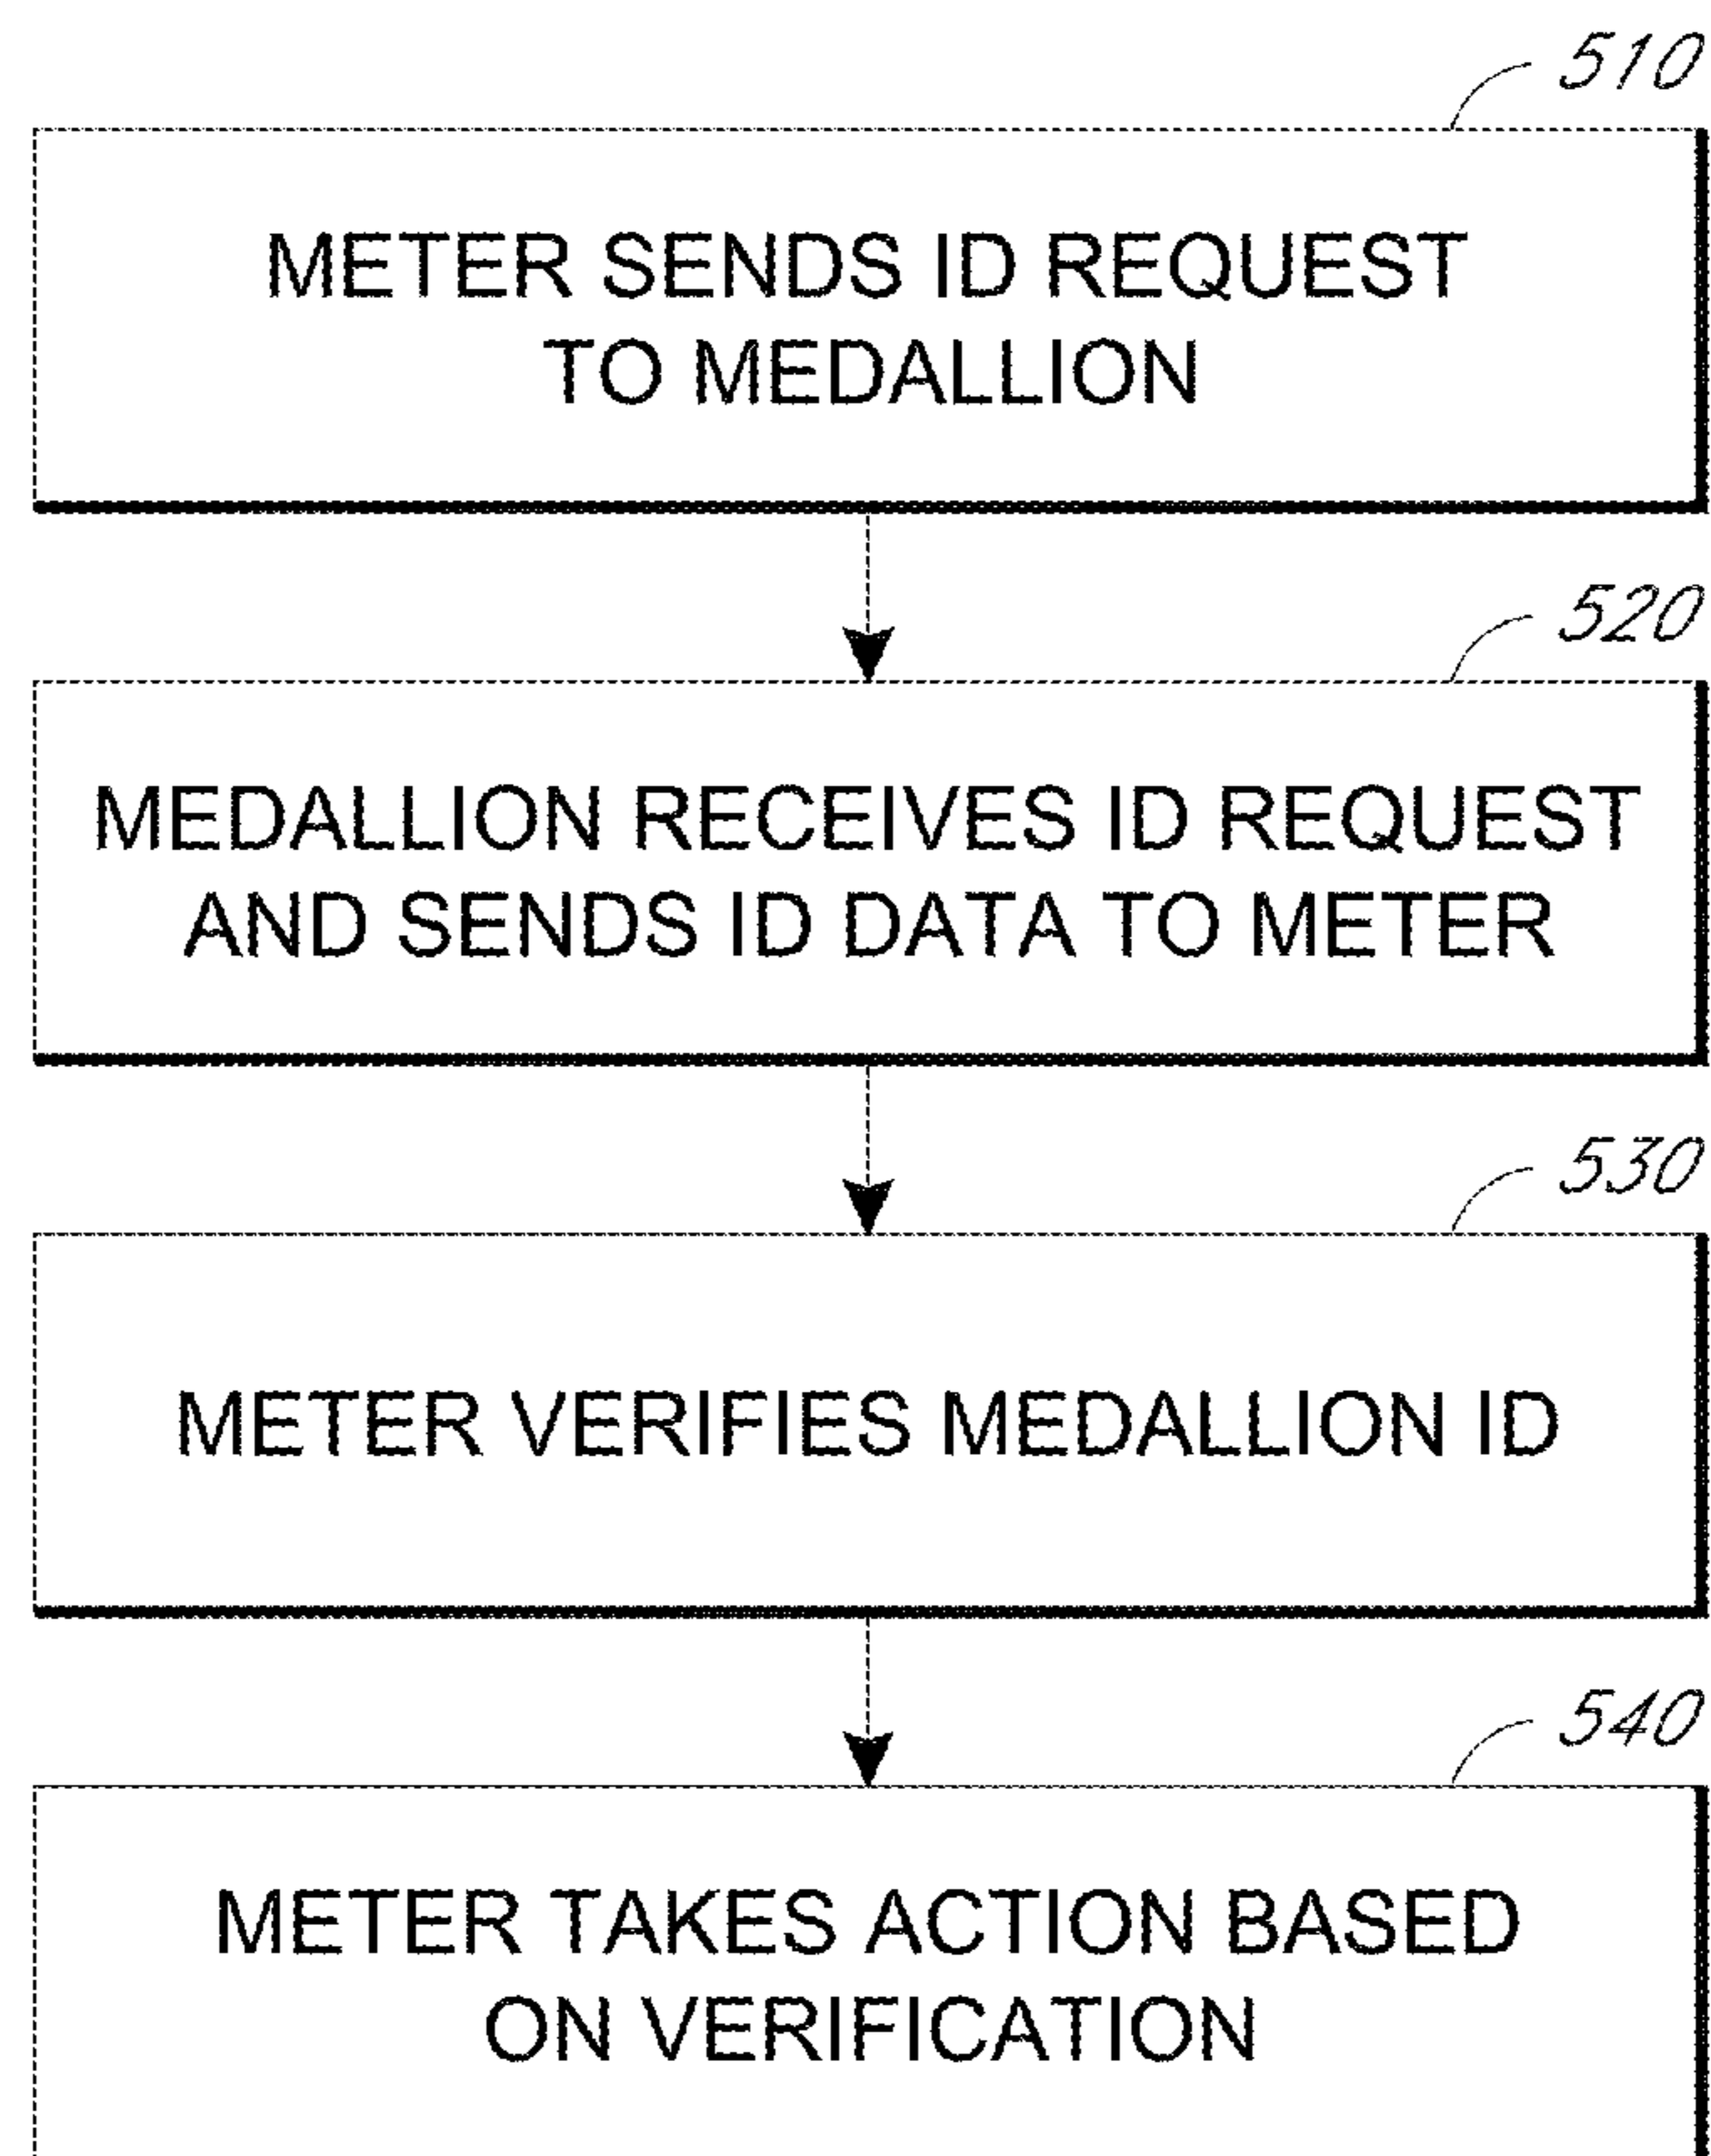 510
METER SENDS ID REQUEST
TO MEDALLION
520
MEDALLION RECEIVES ID REQUEST
AND SENDS ID DATA TO METER
530
METER VERIFIES MEDALLION ID
540
METER TAKES ACTION BASED
ON VERIFICATION